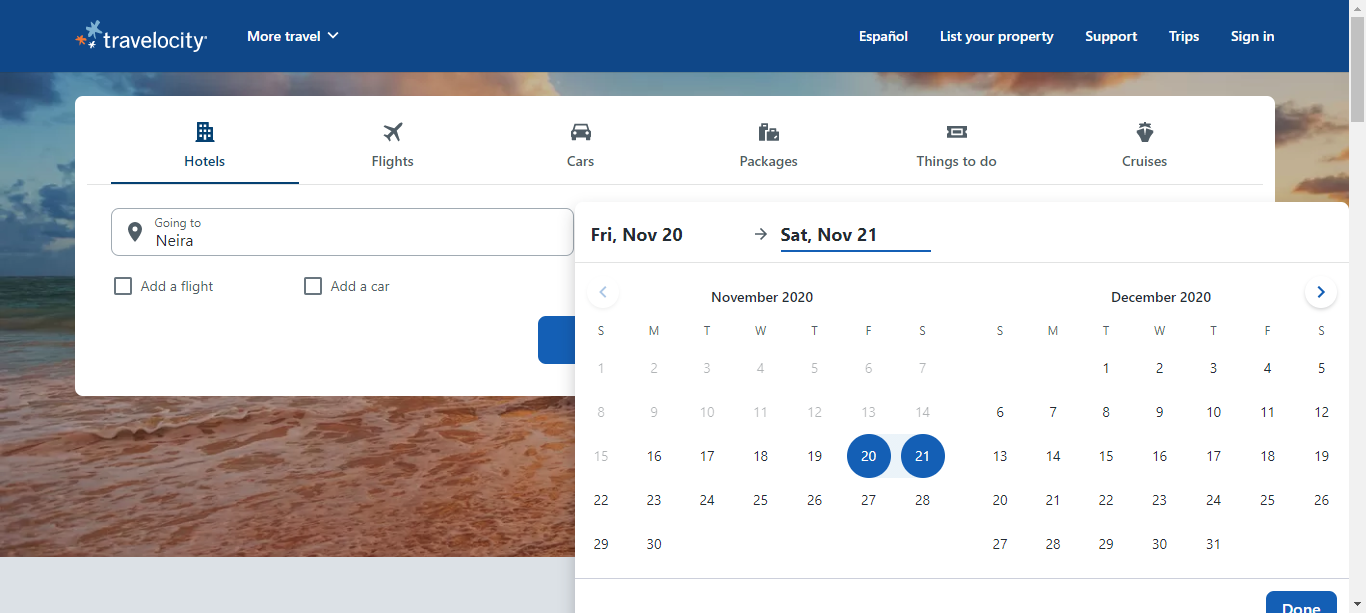 travelocity
More travel
Español
List your property
Support
Trips
Sign in
Hotels
Flights
Cars
Packages
Things to do
Cruises
Going to
Neira
Add a flight
Add a car
Fri, Nov 20
Sat, Nov 21
November 2020
S M T W T F S
1 2 3 4 5 6 7
8 9 10 11 12 13 14
15 16 17 18 19 20 21
22 23 24 25 26 27 28
29 30
December 2020
S M T W T F S
1 2 3 4 5
6 7 8 9 10 11 12
13 14 15 16 17 18 19
20 21 22 23 24 25 26
27 28 29 30 31
Done